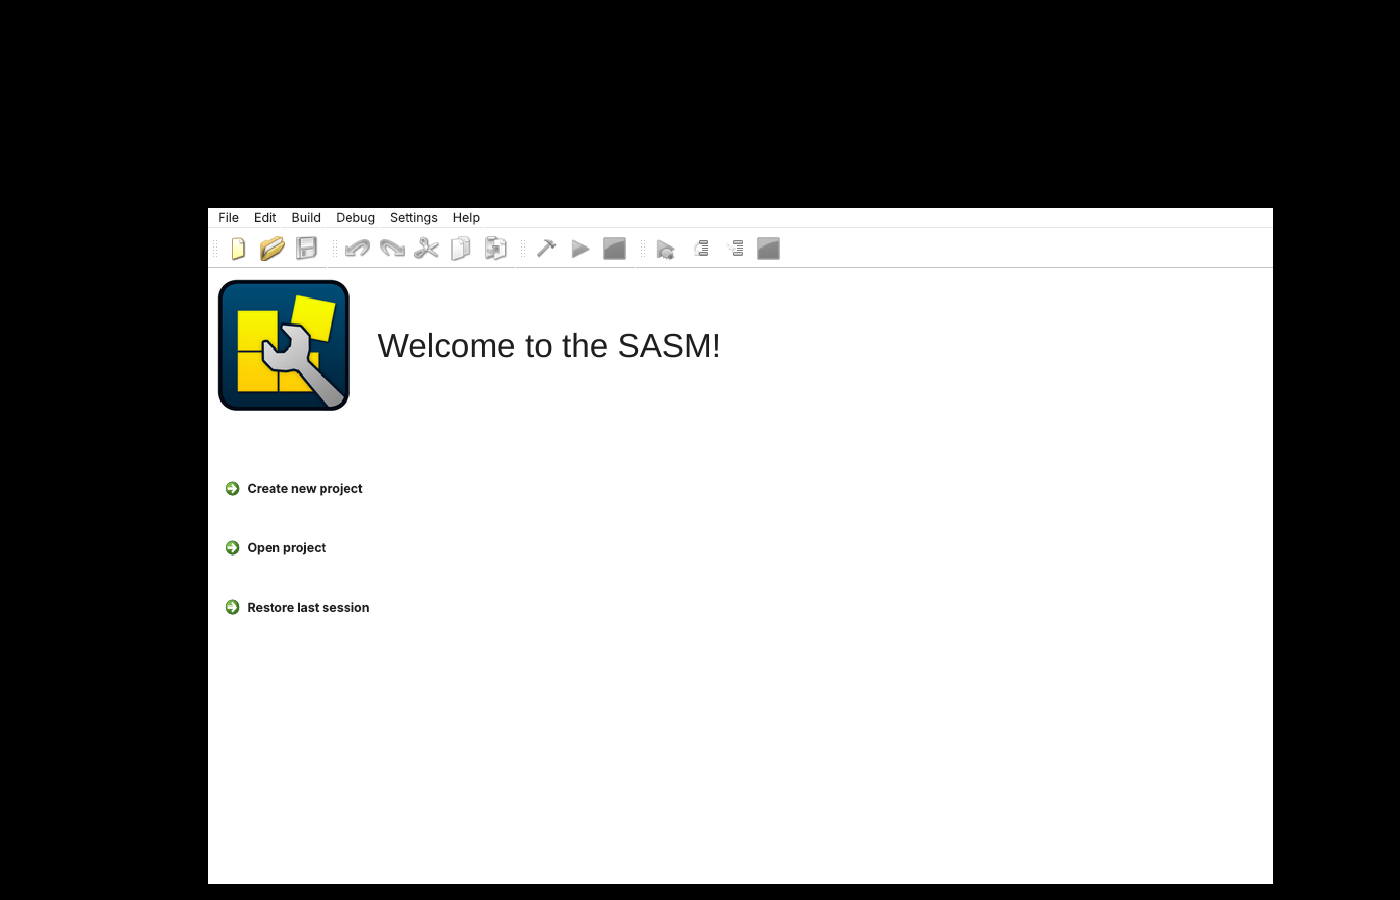 File Edit Build Debug Settings Help
Welcome to the SASM!
Create new project
Open project
Restore last session